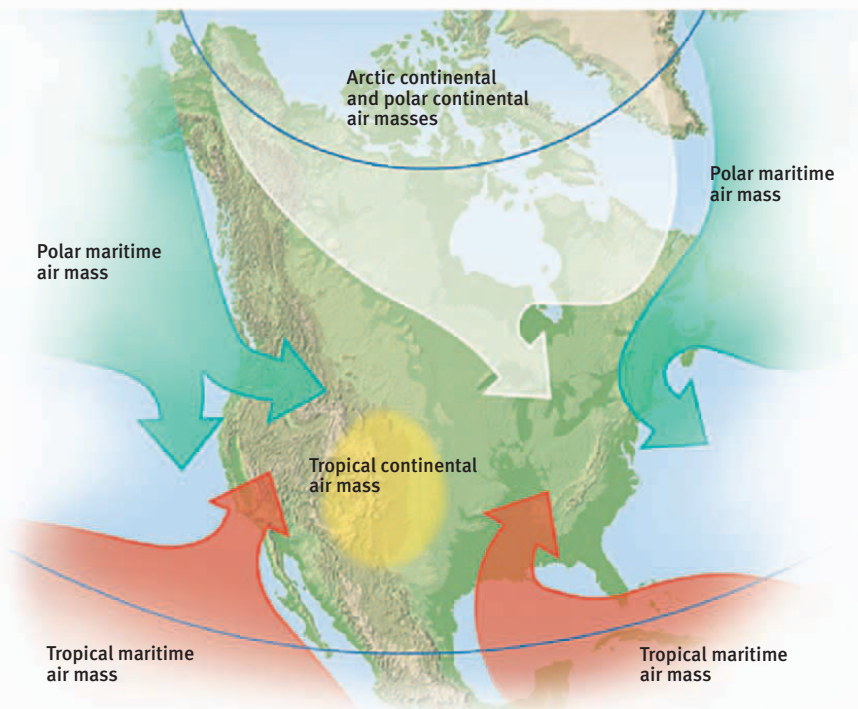 Arctic continental
and polar continental
air masses
Polar maritime
air mass
Polar maritime
air mass
Tropical continental
air mass
Tropical maritime
air mass
Tropical maritime
air mass